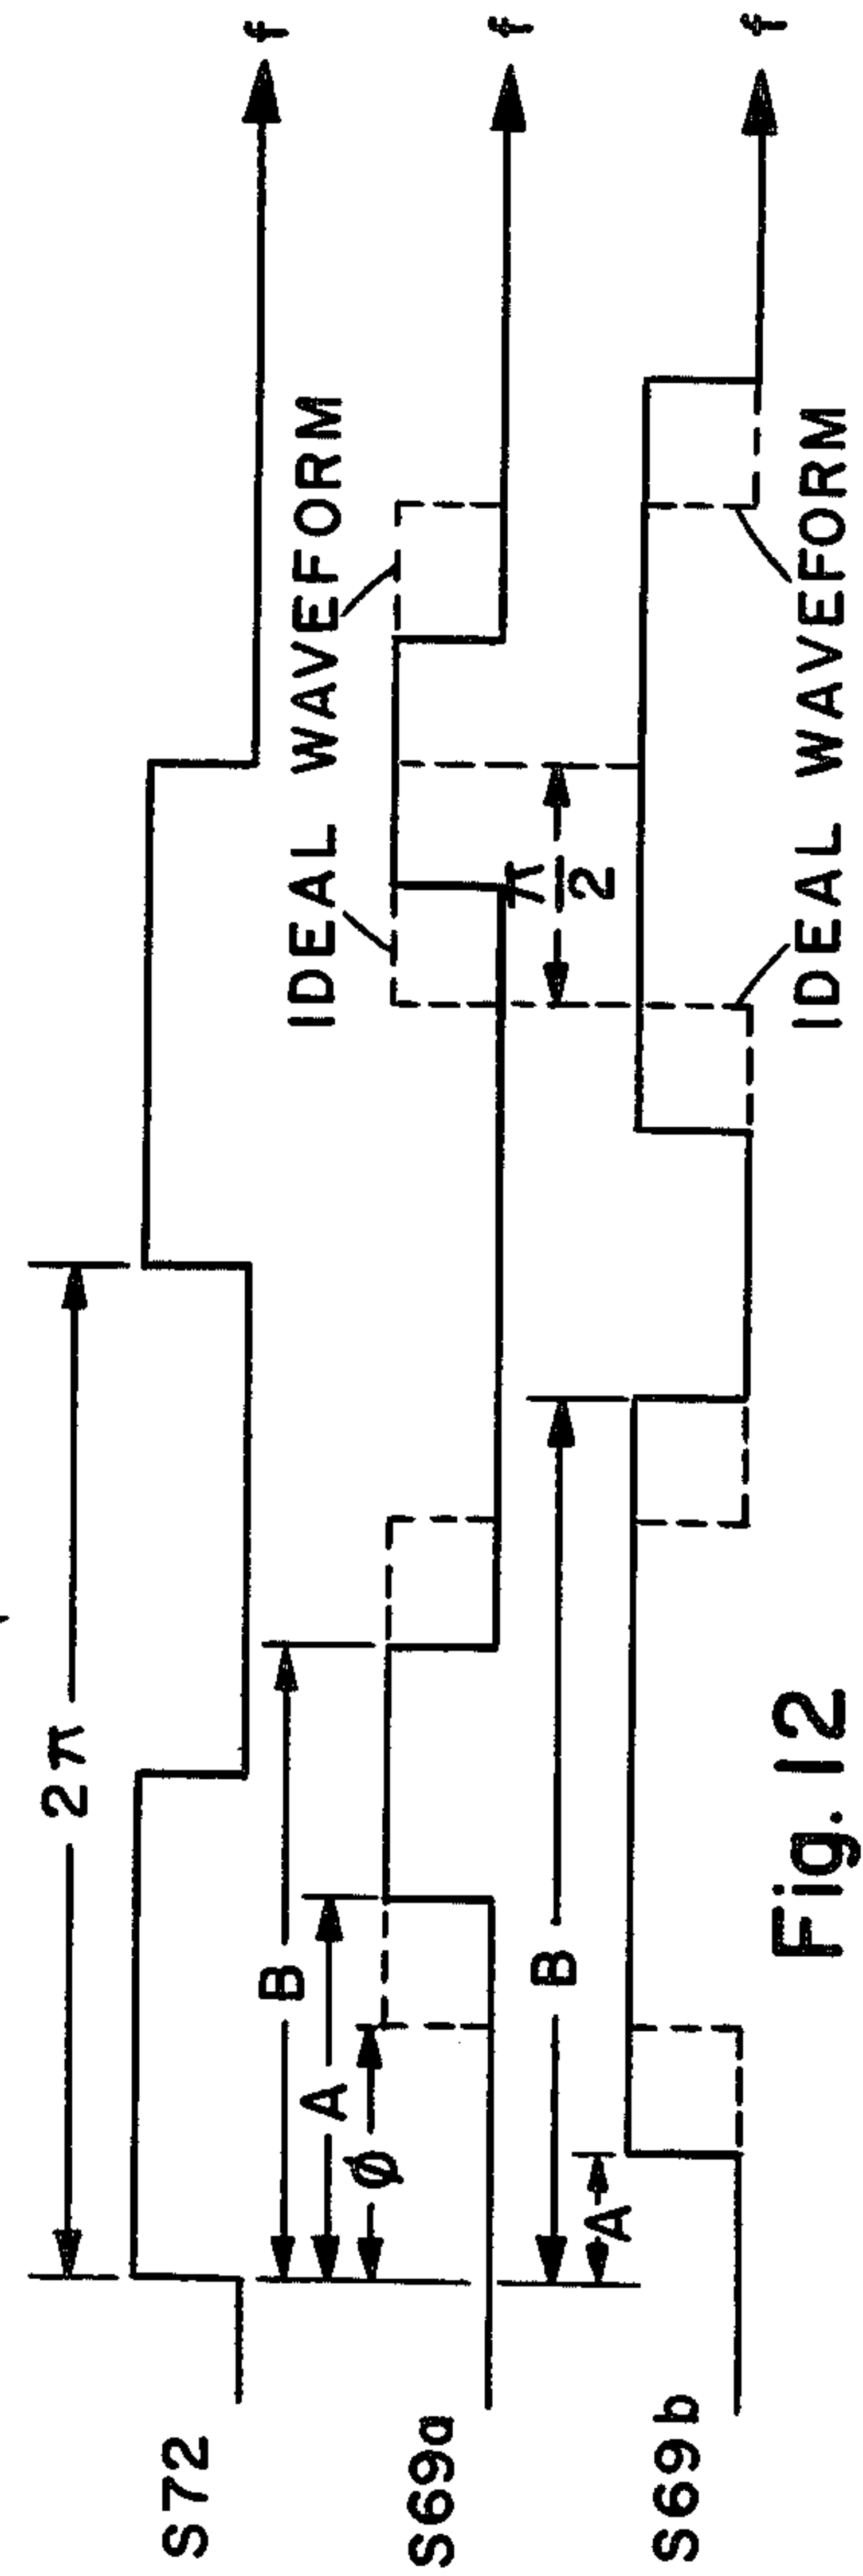 S72
2π
f
S69a
B
A
ø
IDEAL WAVEFORM
π
2
f
S69b
A
B
IDEAL WAVEFORM
f
Fig. 12